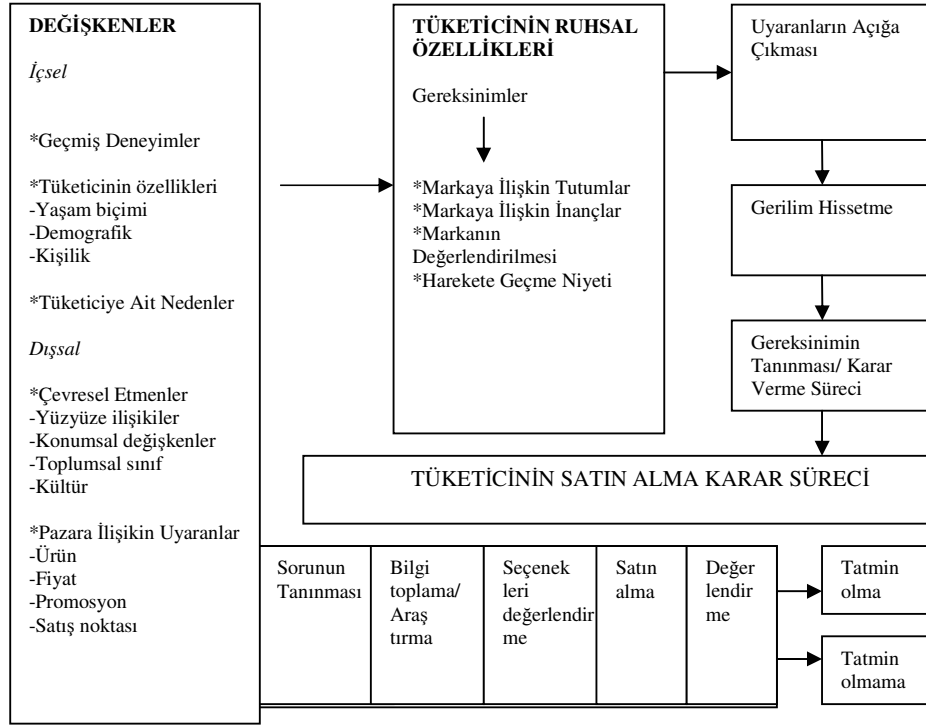 DEĞİŞKENLER
İçsel
*Geçmiş Deneyimler
*Tüketicinin özellikleri
-Yaşam biçimi
-Demografik
-Kişilik
*Tüketiciye Ait Nedenler
Dışsal
*Çevresel Etmenler
-Yüzyüze ilişikiler
-Konumsal değişkenler
-Toplumsal sınıf
-Kültür
*Pazara İlişikin Uyaranlar
-Ürün
-Fiyat
-Promosyon
-Satış noktası
TÜKETİCİNİN RUHSAL
ÖZELLİKLERİ
Gereksinimler
*Markaya İlişkin Tutumlar
*Markaya İlişkin İnançlar
*Markanın
Değerlendirilmesi
*Harekete Geçme Niyeti
Uyaranların Açığa
Çıkması
Gerilim Hissetme
Gereksinimin
Tanınması/ Karar
Verme Süreci
TÜKETİCİNİN SATIN ALMA KARAR SÜRECİ
Sorunun
Tanınması
Bilgi
toplama/
Araş
tırma
Seçenek
leri
değerlendir
me
Satın
alma
Değer
lendir
me
Tatmin
olma
Tatmin
olmama